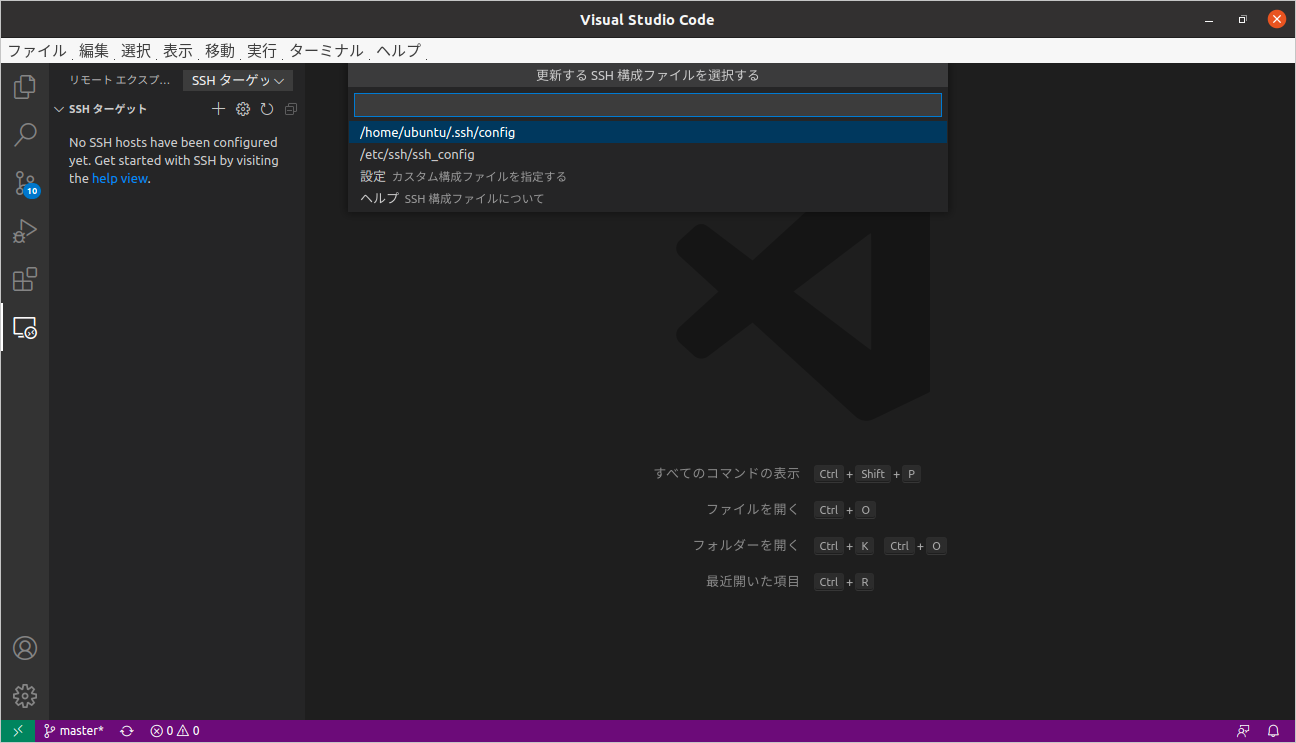 Visual Studio Code
ファイル 編集 選択 表示 移動 実行 ターミナル ヘルプ
リモート エクスプ… SSH ターゲッ
SSH ターゲット
No SSH hosts have been configured
yet. Get started with SSH by visiting
the help view.
更新する SSH 構成ファイルを選択する
/home/ubuntu/.ssh/config
/etc/ssh/ssh_config
設定 カスタム構成ファイルを指定する
ヘルプ SSH 構成ファイルについて
10
すべてのコマンドの表示 Ctrl + Shift + P
ファイルを開く Ctrl + O
フォルダーを開く Ctrl + K Ctrl + O
最近開いた項目 Ctrl + R
master* 0 0